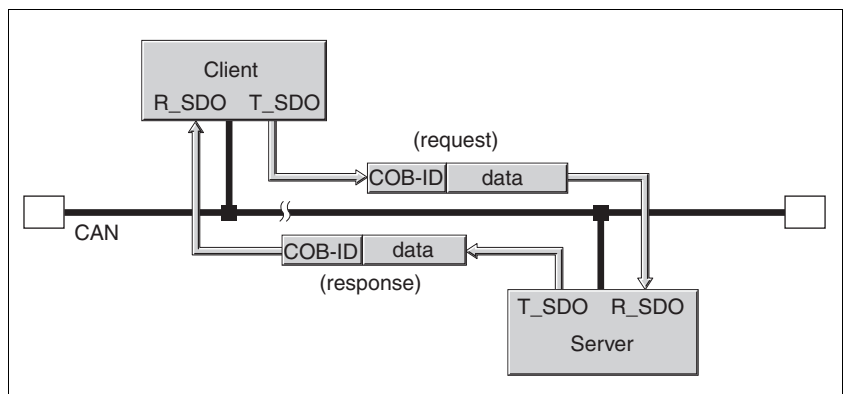 Client
R_SDO T_SDO
(request)
COB-ID data
CAN
COB-ID data
(response)
T_SDO R_SDO
Server